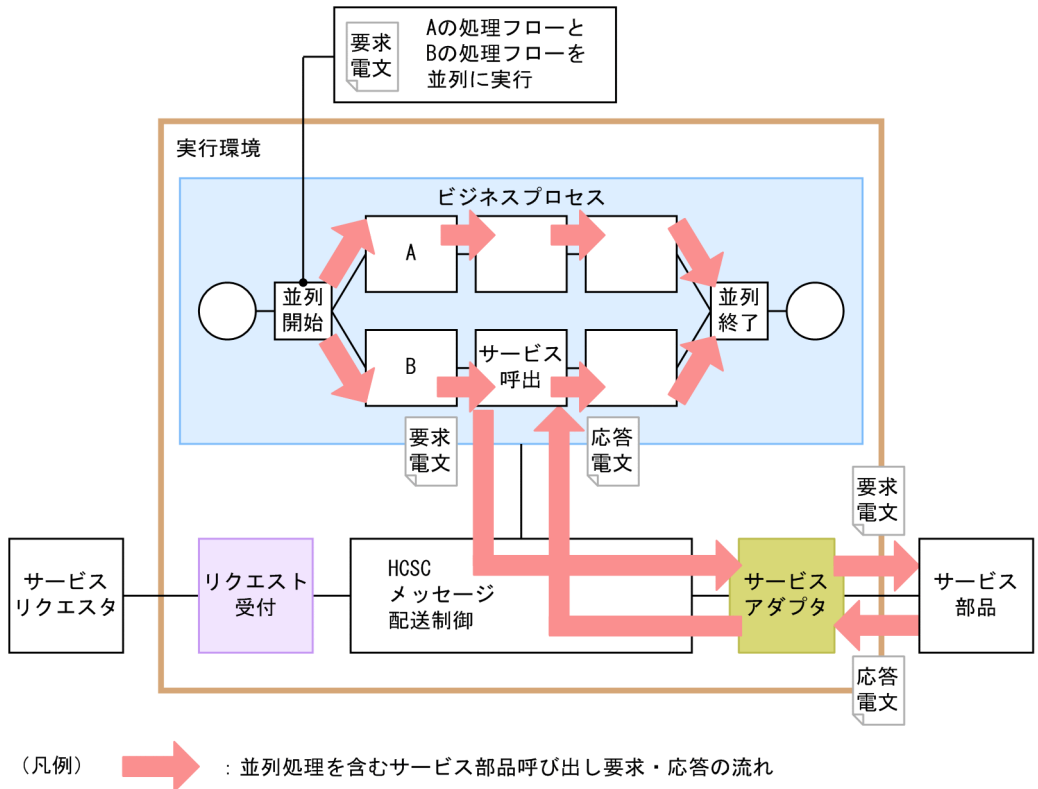 要求
電文
Aの処理フローと
Bの処理フローを
並列に実行
実行環境
ビジネスプロセス
A
並列
開始
並列
終了
B
サービス
呼出
要求
電文
応答
電文
要求
電文
サービス
リクエスタ
リクエスト
受付
HCSC
メッセージ
配送制御
サービス
アダプタ
サービス
部品
応答
電文
(凡例)
:並列処理を含むサービス部品呼び出し要求・応答の流れ